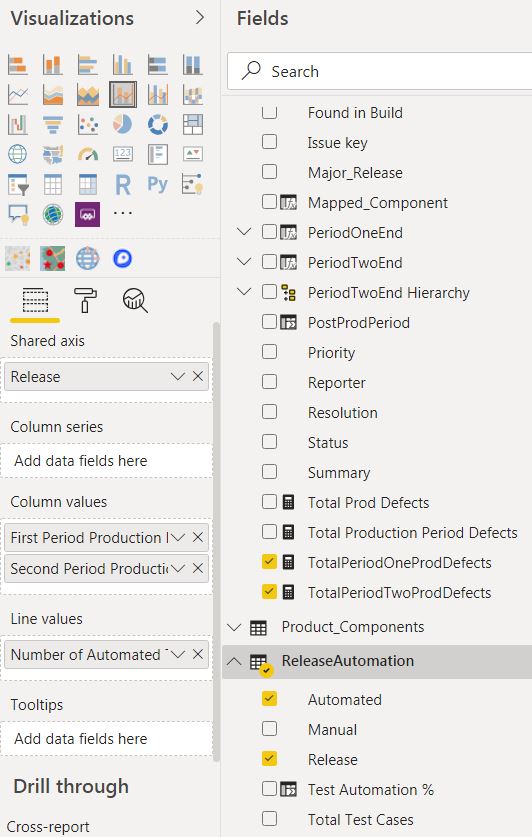 Visualizations
Shared axis
Release
Column series
Add data fields here
Column values
First Period Production
Second Period Producti
Line values
Number of Automated
Tooltips
Add data fields here
Drill through
Cross-report
Fields
Search
Found in Build
Issue key
Major_Release
Mapped_Component
PeriodOneEnd
PeriodTwoEnd
PeriodTwoEnd Hierarchy
PostProdPeriod
Priority
Reporter
Resolution
Status
Summary
Total Prod Defects
Total Production Period Defects
TotalPeriodOneProdDefects
TotalPeriodTwoProdDefects
Product_Components
ReleaseAutomation
Automated
Manual
Release
Test Automation %
Total Test Cases
R
Py
123